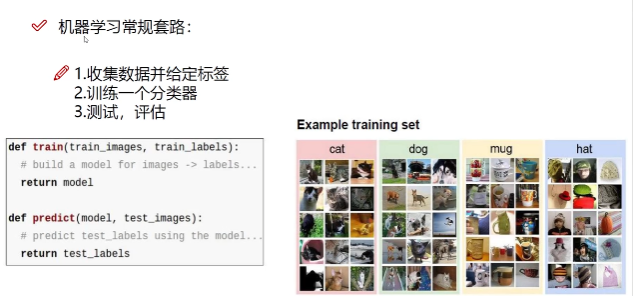 机器学习常规套路：
1.收集数据并给定标签
2.训练一个分类器
3.测试，评估
def train(train_images, train_labels):
# build a model for images -> labels...
return model
def predict(model, test_images):
# predict test_labels using the model...
return test_labels
Example training set
cat dog mug hat